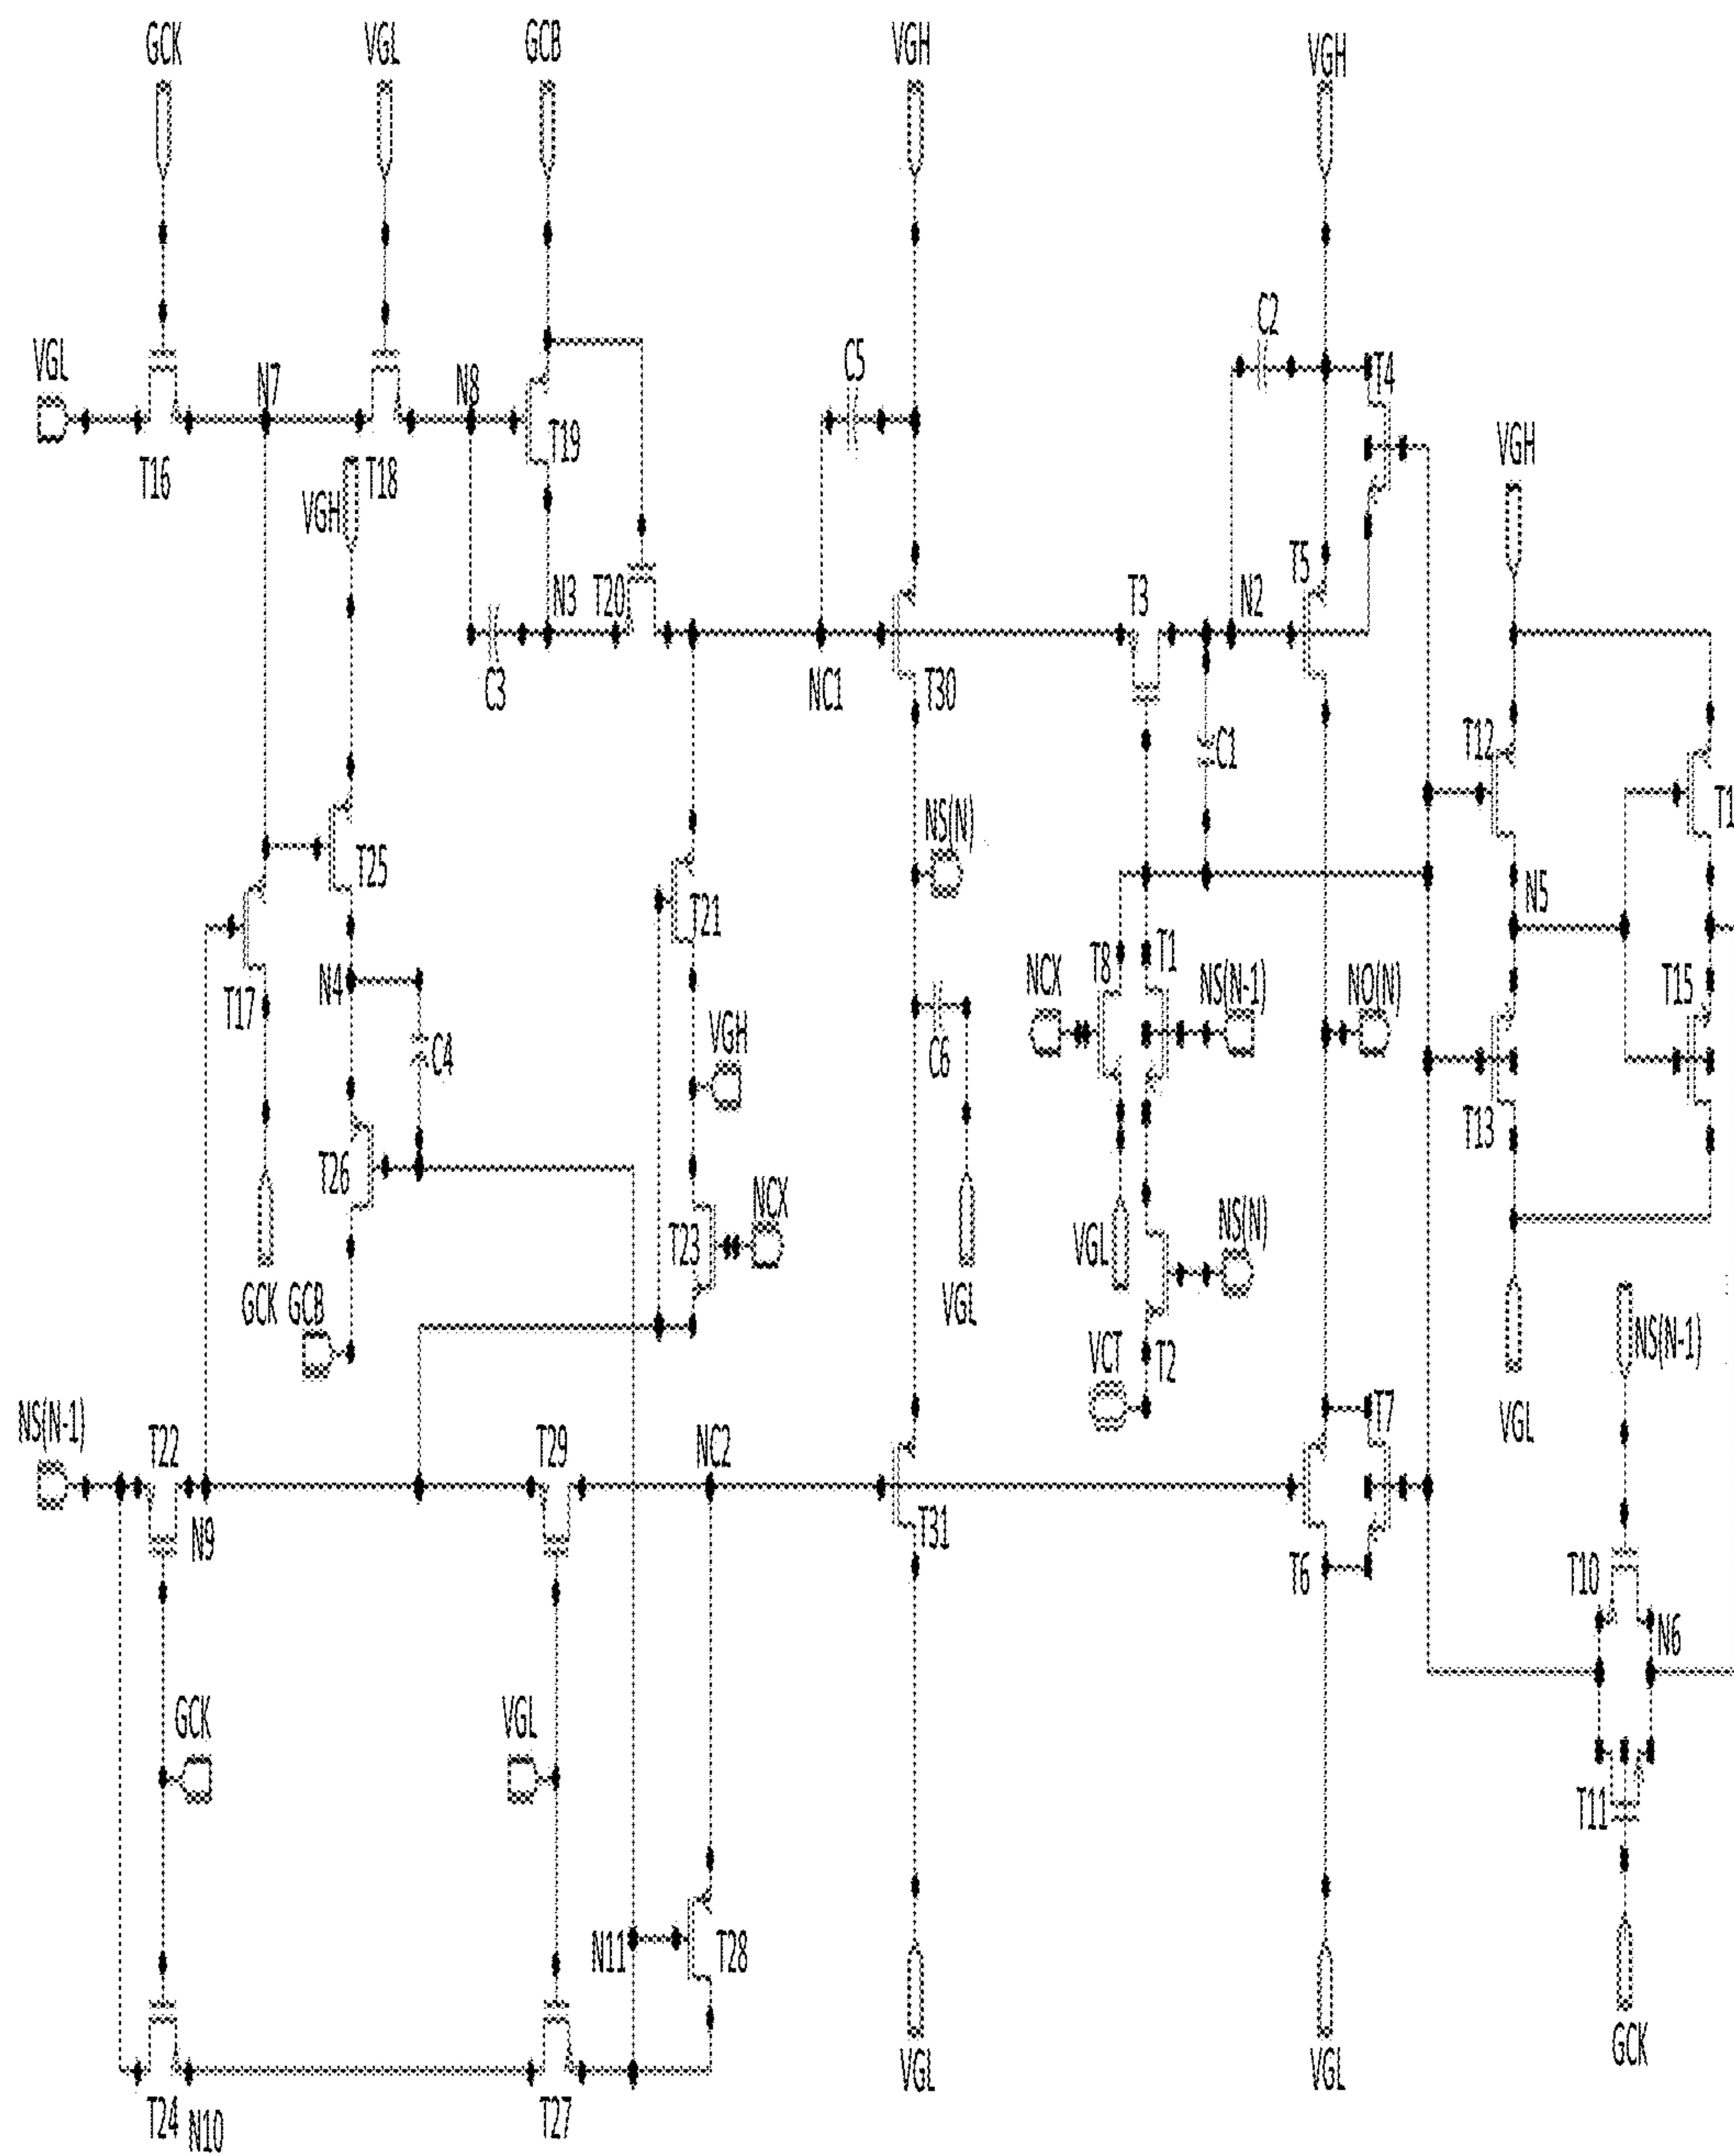 GCK
VGL
GCB
VGH
VGH
C2
VGL
N7
N8
C5
T4
T16
VGH
T18
T19
VGH
N3
T20
T3
N2
T5
C3
NC1
T30
C1
T12
T25
NS(N)
N5
T17
N4
T21
T8
T1
NCX
NS(N-1)
NO(N)
T15
C4
VGH
C6
T13
T26
T23
NCX
VGL
NS(N)
GCK
GCB
VGL
VCT
T2
NS(N-1)
T7
VGL
NS(N-1)
T22
T29
NC2
N9
T31
T6
T10
N6
GCK
VGL
T11
N11
T28
VGL
VGL
GCK
T24
N10
T27